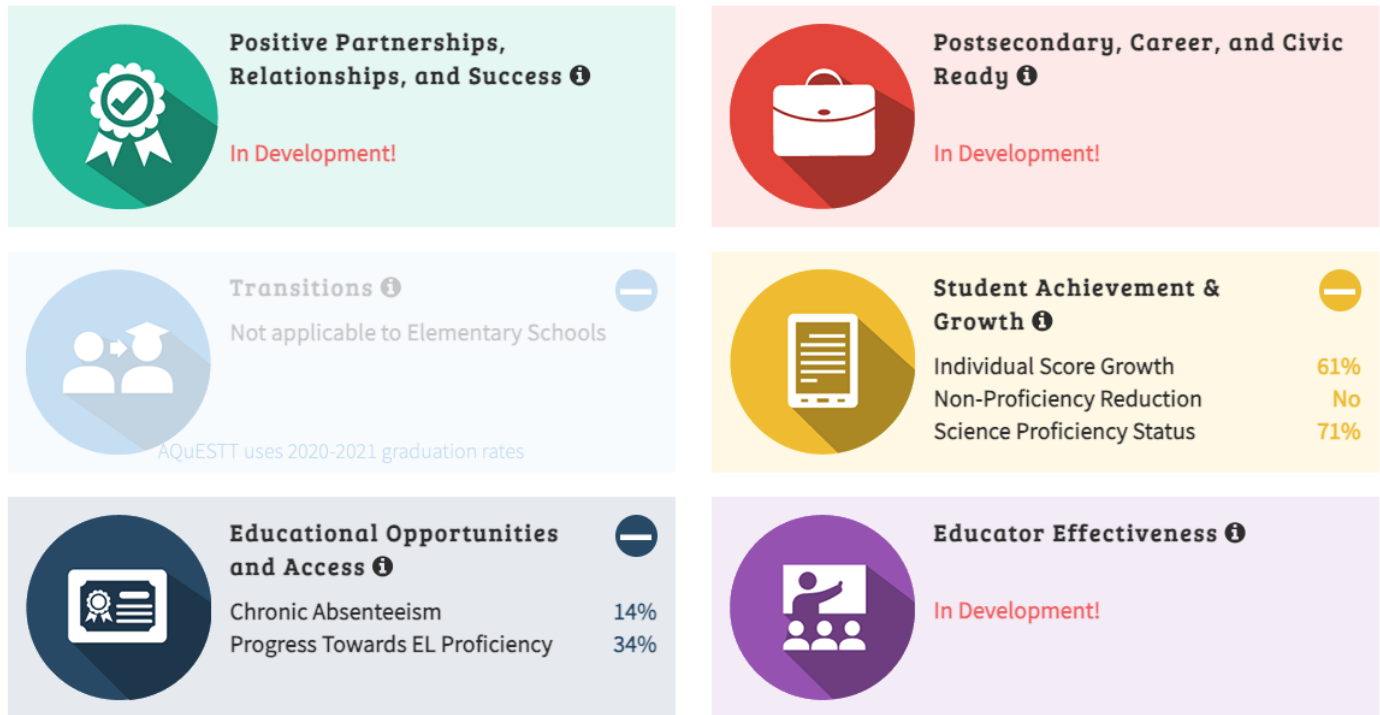 Positive Partnerships,
Relationships, and Success
In Development!
Postsecondary, Career, and Civic
Ready
In Development!
Transitions
Not applicable to Elementary Schools
AQuESTT uses 2020-2021 graduation rates
Student Achievement &
Growth
Individual Score Growth 61%
Non-Proficiency Reduction No
Science Proficiency Status 71%
Educational Opportunities
and Access
Chronic Absenteeism 14%
Progress Towards EL Proficiency 34%
Educator Effectiveness
In Development!